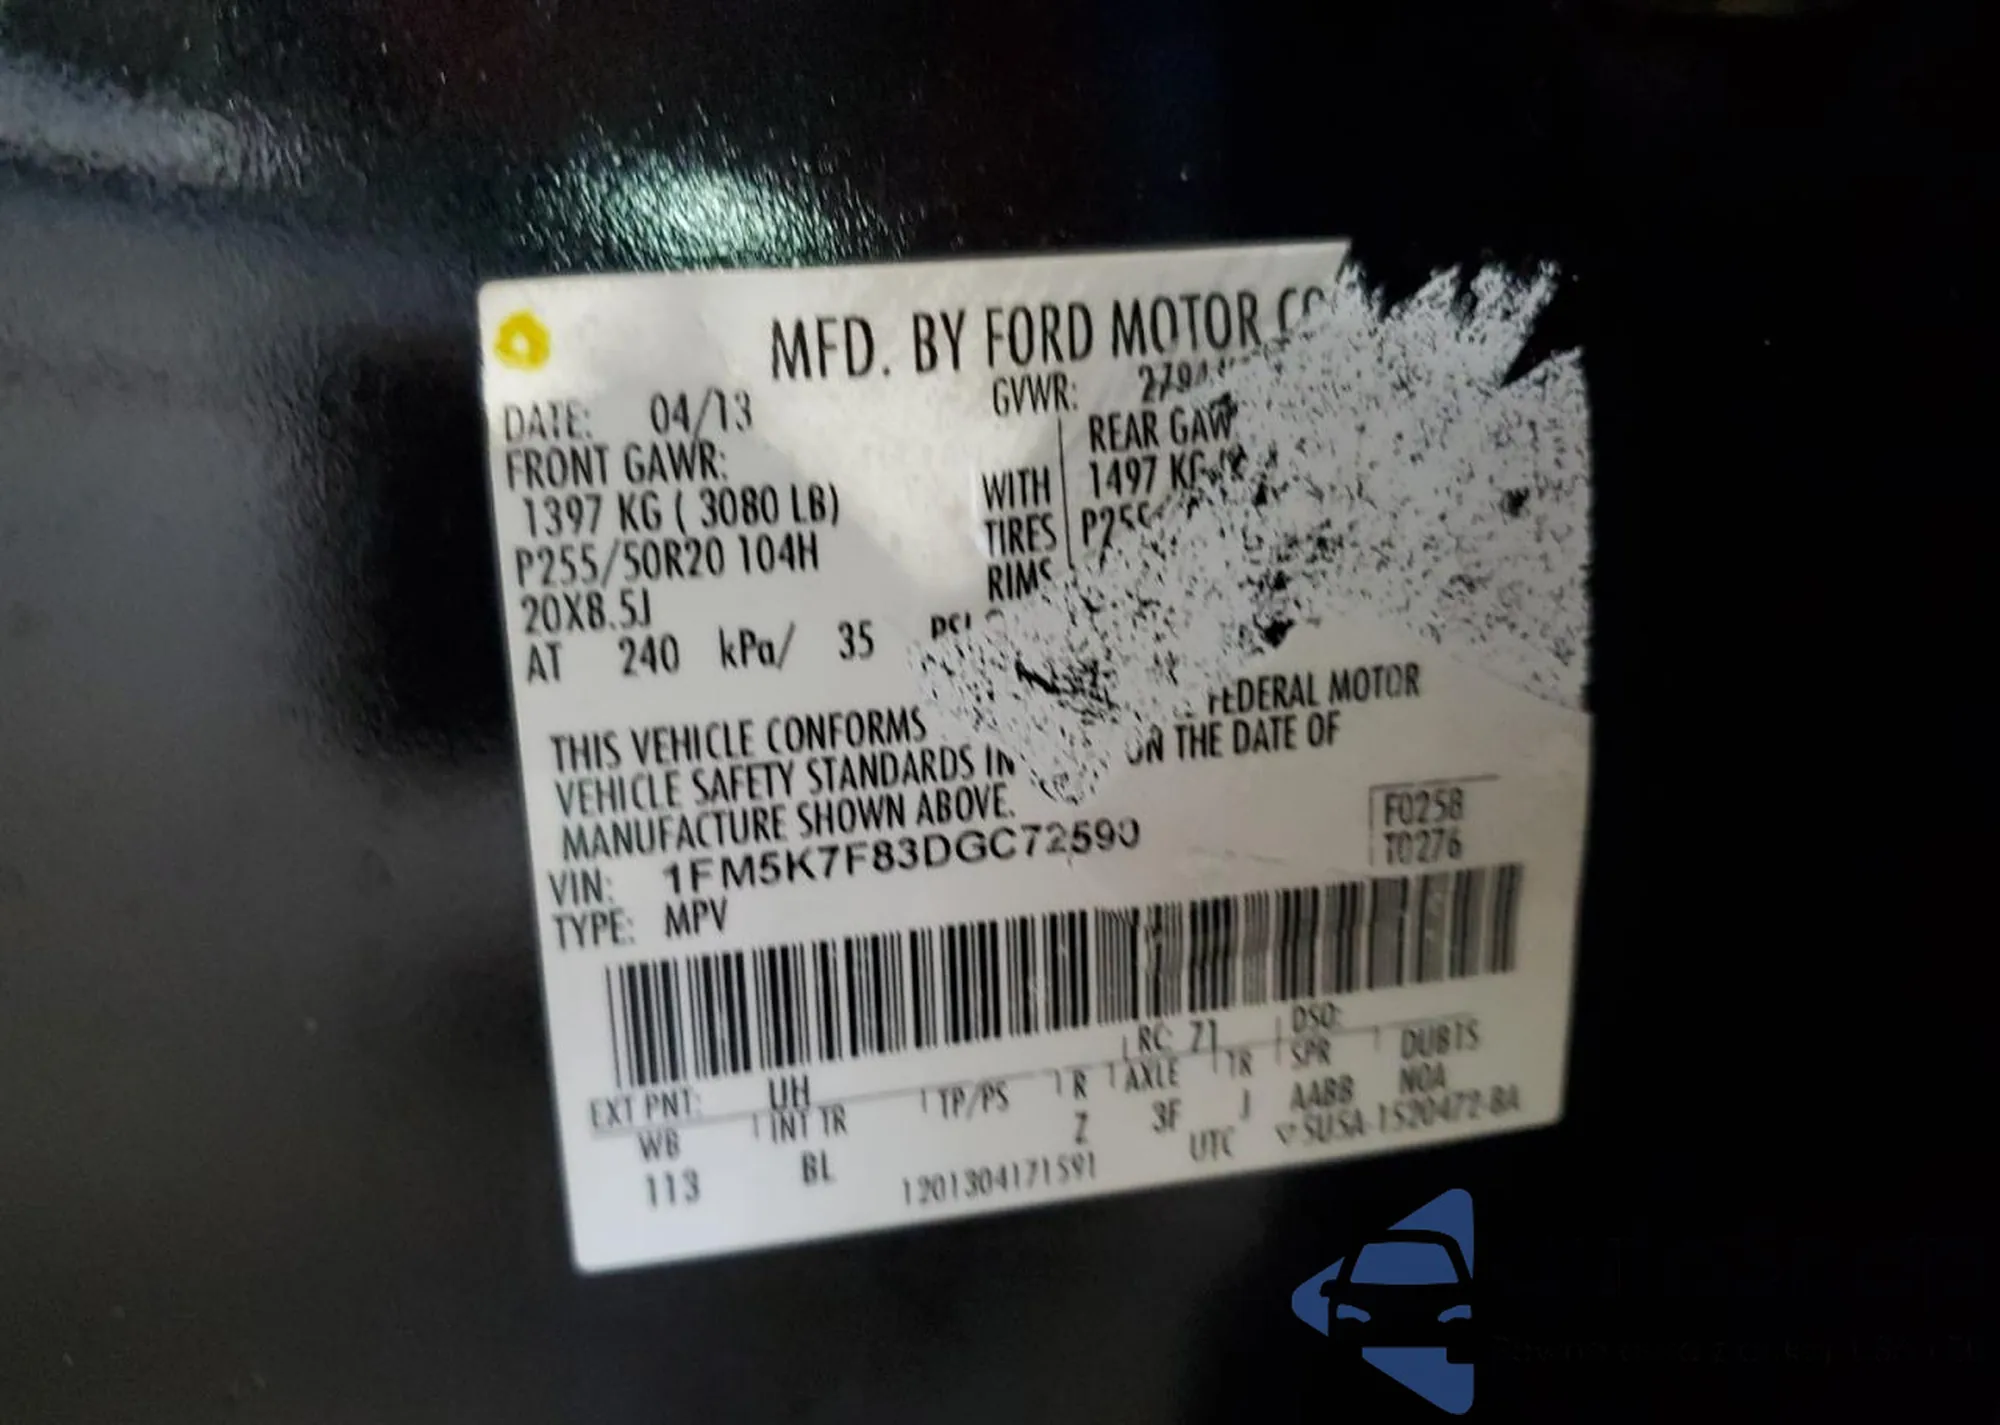 MFD. BY FORD MOTOR CO
DATE: 04/13 GVWR:
FRONT GAWR: REAR GAW
1397 KG ( 3080 LB) WITH 1497 KG
P255/50R20 104H TIRES
20X8.5J RIMS
AT 240 kPa/ 35 PSI
THIS VEHICLE CONFORMS FEDERAL MOTOR
VEHICLE SAFETY STANDARDS IN ON THE DATE OF
MANUFACTURE SHOWN ABOVE.
F0258
T0276
VIN: 1FM5K7F83DGC72590
TYPE: MPV
EXT PNT: UH RC: 71 DSO:
WB INT TR TP/PS R AXLE TR SPR DUBTS
113 BL Z 3F J AABB NOA
1201304171591 UTC ▽SU5A-1520472-BA